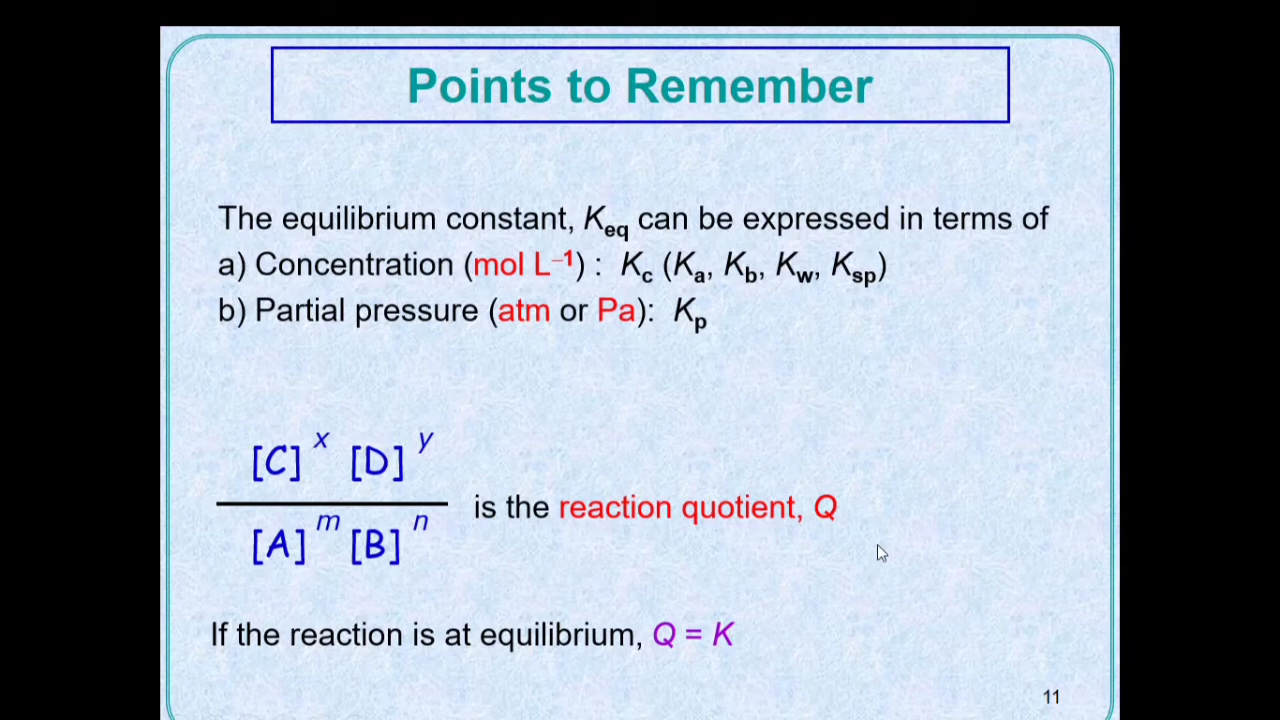 Points to Remember
The equilibrium constant, Keq can be expressed in terms of
a) Concentration (mol L⁻¹) : Kc (Ka, Kb, Kw, Ksp)
b) Partial pressure (atm or Pa): Kp
[C]^x [D]^y
is the reaction quotient, Q
[A]^m [B]^n
If the reaction is at equilibrium, Q = K
11